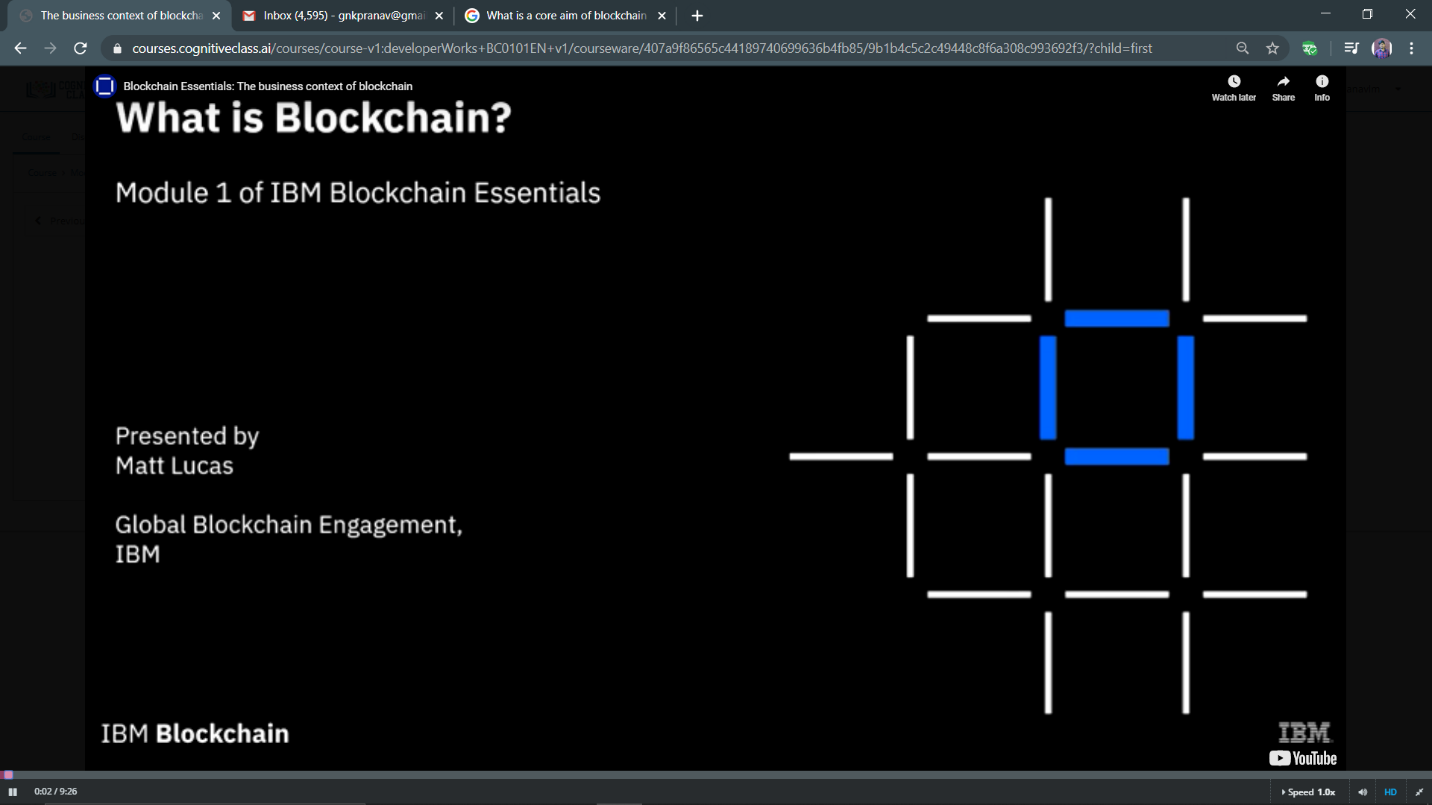 The business context of blockcha
Inbox (4,595) - gnkpranav@gmai
What is a core aim of blockchain
courses.cognitiveclass.ai/courses/course-v1:developerWorks+BC0101EN+v1/courseware/407a9f86565c44189740699636b4fb85/9b1b4c5c2c49448c8f6a308c993692f3/?child=first
Blockchain Essentials: The business context of blockchain
Watch later
Share
Info
What is Blockchain?
Module 1 of IBM Blockchain Essentials
Presented by
Matt Lucas
Global Blockchain Engagement,
IBM
IBM Blockchain
IBM
YouTube
0:02 / 9:26
Speed 1.0x
HD